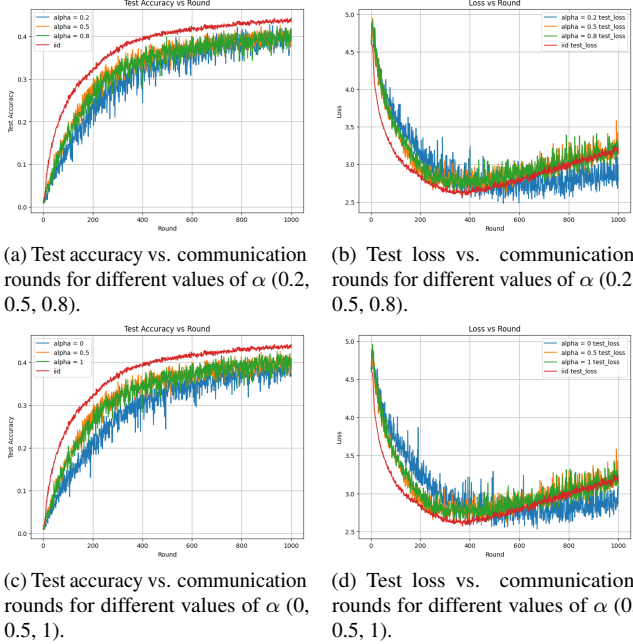 Test Accuracy vs Round
alpha = 0.2
alpha = 0.5
alpha = 0.8
iid
Test Accuracy
0.4
0.3
0.2
0.1
0.0
0 200 400 600 800 1000
Round
Loss vs Round
alpha = 0.2 test_loss
alpha = 0.5 test_loss
alpha = 0.8 test_loss
iid test_loss
Loss
5.0
4.5
4.0
3.5
3.0
2.5
0 200 400 600 800 1000
Round
(a) Test accuracy vs. communication
rounds for different values of α (0.2,
0.5, 0.8).
(b) Test loss vs. communication
rounds for different values of α (0.2
0.5, 0.8).
Test Accuracy vs Round
alpha = 0
alpha = 0.5
alpha = 1
iid
Test Accuracy
0.4
0.3
0.2
0.1
0.0
0 200 400 600 800 1000
Round
Loss vs Round
alpha = 0 test_loss
alpha = 0.5 test_loss
alpha = 1 test_loss
iid test_loss
Loss
5.0
4.5
4.0
3.5
3.0
2.5
0 200 400 600 800 1000
Round
(c) Test accuracy vs. communication
rounds for different values of α (0,
0.5, 1).
(d) Test loss vs. communication
rounds for different values of α (0
0.5, 1).